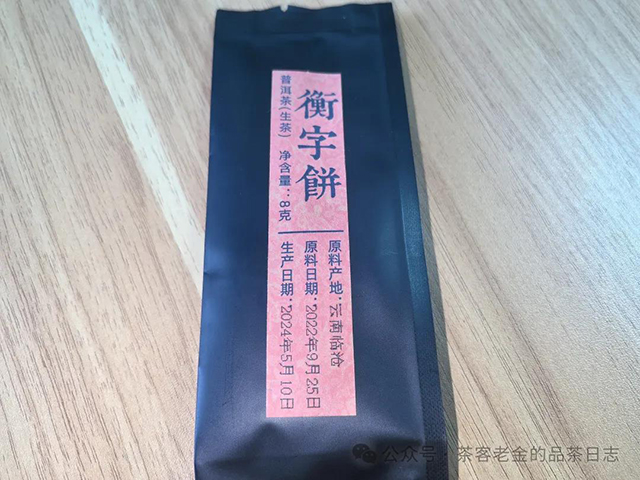 衡字餅
普洱茶(生茶) 净含量:8克
原料产地:云南临沧
原料日期:2022年9月25日
生产日期:2024年5月10日
公众号·茶客老金的品茶日志